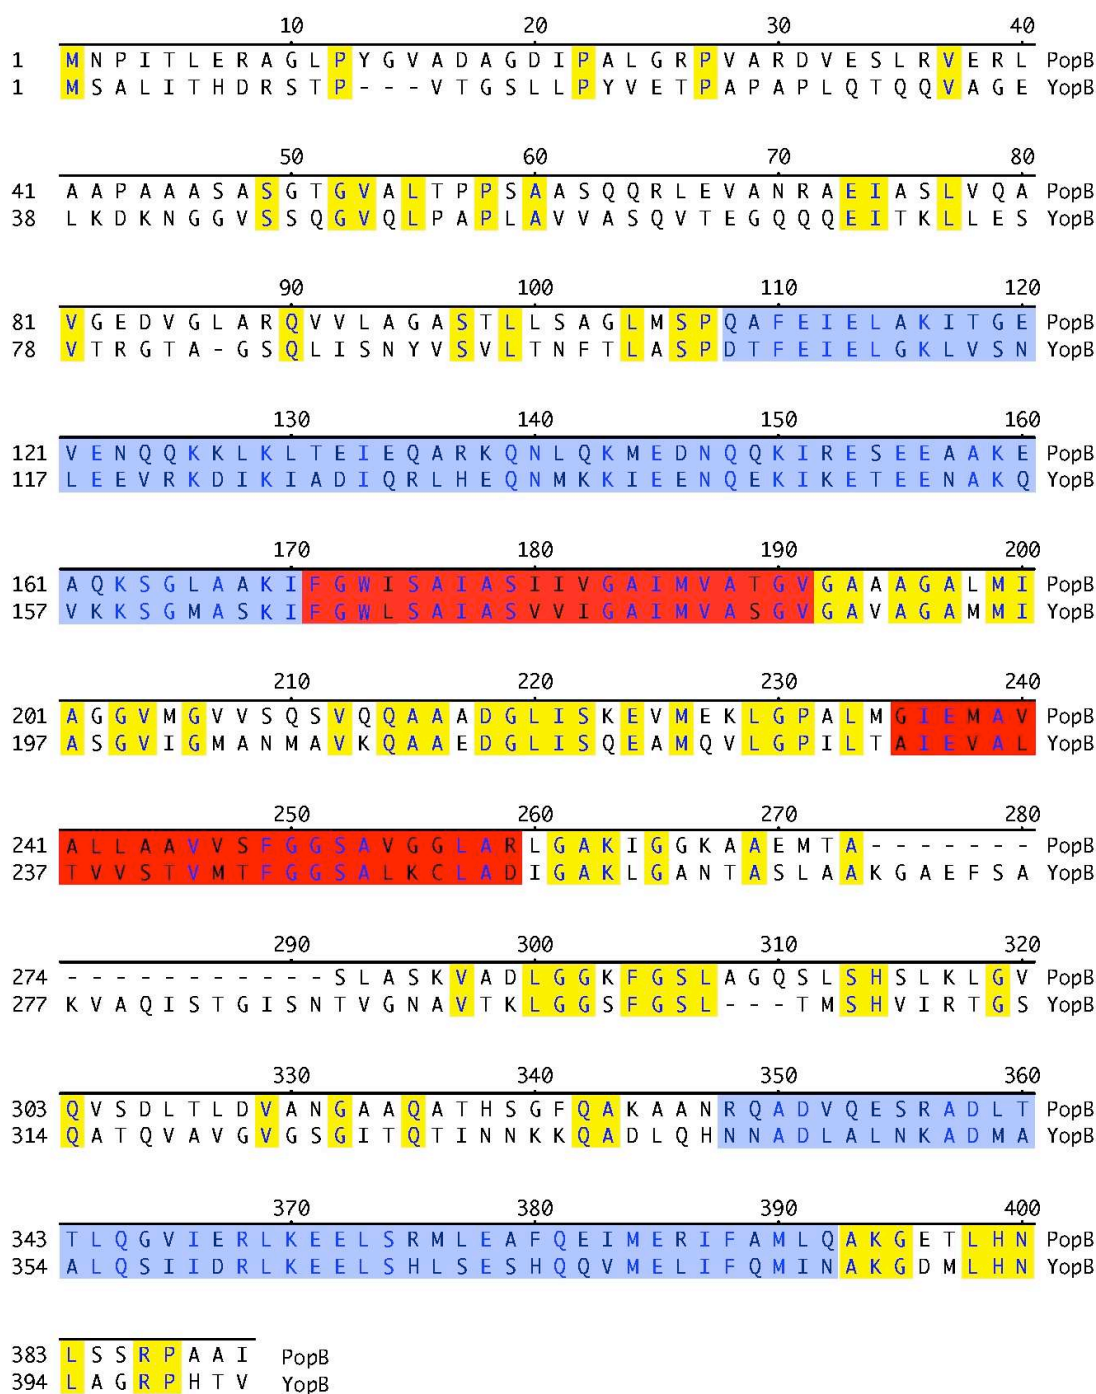 10 20 30 40
1 M N P I T L E R A G L P Y G V A D A G D I P A L G R P V A R D V E S L R V E R L PopB
1 M S A L I T H D R S T P - - - V T G S L L P Y V E T P A P A P L Q T Q Q V A G E YopB
50 60 70 80
41 A A P A A A S A S G T G V A L T P P S A A S Q Q R L E V A N R A E I A S L V Q A PopB
38 L K D K N G G V S S Q G V Q L P A P L A V V A S Q V T E G Q Q Q E I T K L L E S YopB
90 100 110 120
81 V G E D V G L A R Q V V L A G A S T L L S A G L M S P Q A F E I E L A K I T G E PopB
78 V T R G T A - G S Q L I S N Y V S V L T N F T L A S P D T F E I E L G K L V S N YopB
130 140 150 160
121 V E N Q Q K K L K L T E I E Q A R K Q N L Q K M E D N Q Q K I R E S E E A A K E PopB
117 L E E V R K D I K I A D I Q R L H E Q N M K K I E E N Q E K I K E T E E N A K Q YopB
170 180 190 200
161 A Q K S G L A A K I F G W I S A I A S I I V G A I M V A T G V G A A A G A L M I PopB
157 V K K S G M A S K I F G W L S A I A S V V I G A I M V A S G V G A V A G A M M I YopB
210 220 230 240
201 A G G V M G V V S Q S V Q Q A A A D G L I S K E V M E K L G P A L M G I E M A V PopB
197 A S G V I G M A N M A V K Q A A E D G L I S Q E A M Q V L G P I L T A I E V A L YopB
250 260 270 280
241 A L L A A V V S F G G S A V G G L A R L G A K I G G K A A E M T A - - - - - - - PopB
237 T V V S T V M T F G G S A L K C L A D I G A K L G A N T A S L A A K G A E F S A YopB
290 300 310 320
274 - - - - - - - - - - - S L A S K V A D L G G K F G S L A G Q S L S H S L K L G V PopB
277 K V A Q I S T G I S N T V G N A V T K L G G S F G S L - - - T M S H V I R T G S YopB
330 340 350 360
303 Q V S D L T L D V A N G A A Q A T H S G F Q A K A A N R Q A D V Q E S R A D L T PopB
314 Q A T Q V A V G V G S G I T Q T I N N K K Q A D L Q H N N A D L A L N K A D M A YopB
370 380 390 400
343 T L Q G V I E R L K E E L S R M L E A F Q E I M E R I F A M L Q A K G E T L H N PopB
354 A L Q S I I D R L K E E L S H L S E S H Q Q V M E L I F Q M I N A K G D M L H N YopB
383 L S S R P A A I PopB
394 L A G R P H T V YopB